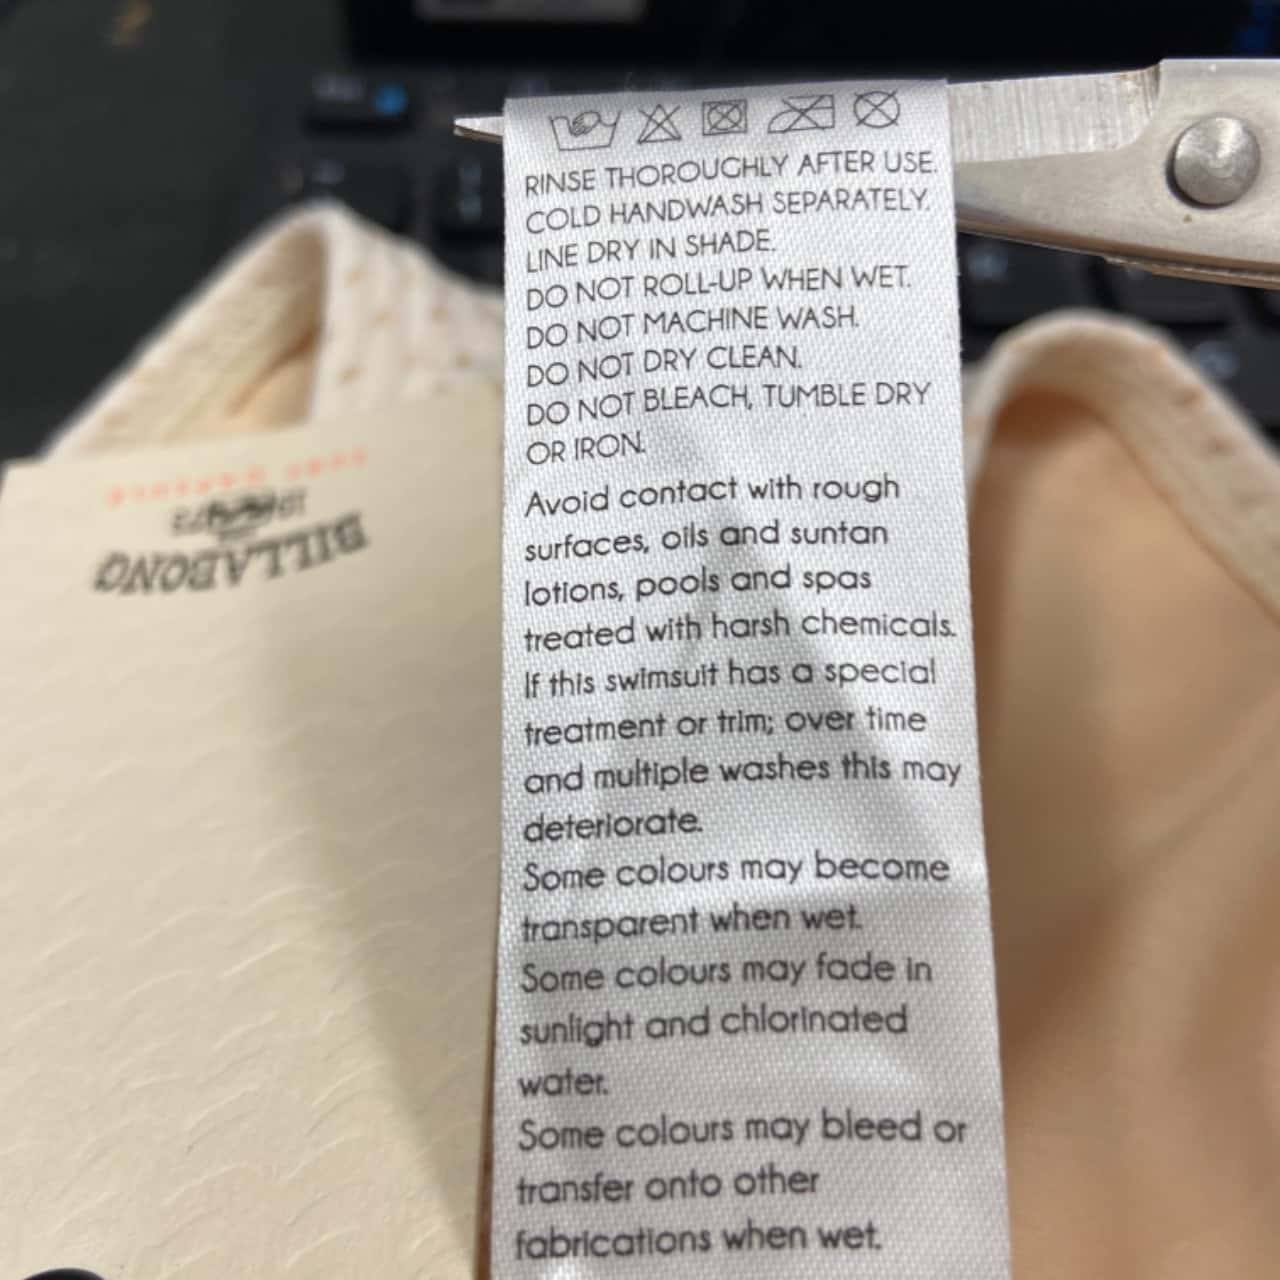 RINSE THOROUGHLY AFTER USE.
COLD HANDWASH SEPARATELY.
LINE DRY IN SHADE.
DO NOT ROLL-UP WHEN WET.
DO NOT MACHINE WASH.
DO NOT DRY CLEAN.
DO NOT BLEACH, TUMBLE DRY
OR IRON.
Avoid contact with rough
surfaces, oils and suntan
lotions, pools and spas
treated with harsh chemicals.
If this swimsuit has a special
treatment or trim; over time
and multiple washes this may
deteriorate.
Some colours may become
transparent when wet.
Some colours may fade in
sunlight and chlorinated
water.
Some colours may bleed or
transfer onto other
fabrications when wet.
BILLABONG
1973